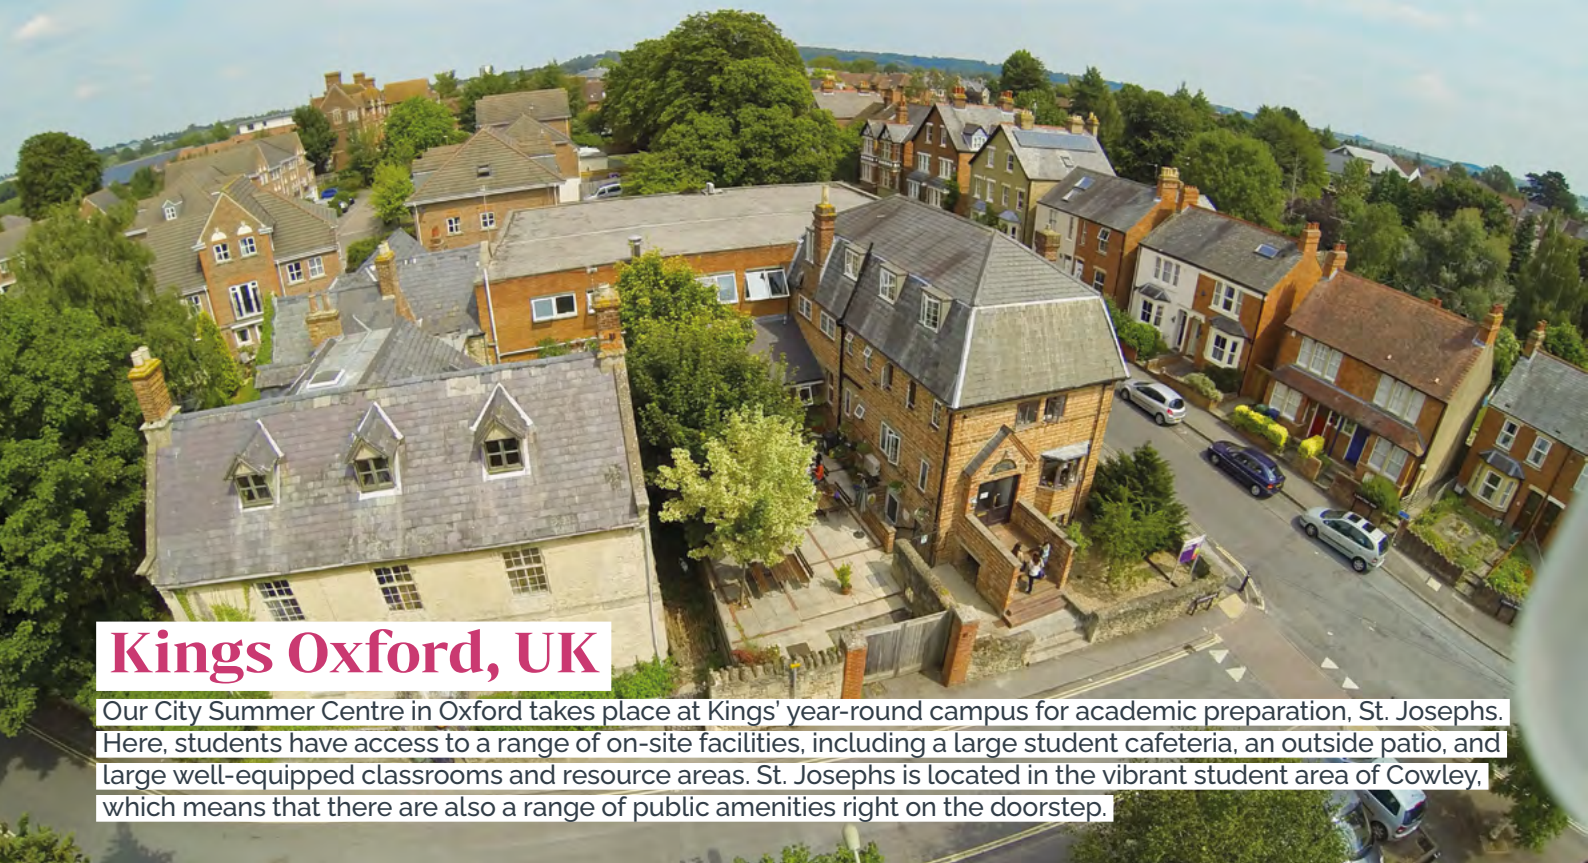 Kings Oxford, UK
Our City Summer Centre in Oxford takes place at Kings’ year-round campus for academic preparation, St. Josephs.
Here, students have access to a range of on-site facilities, including a large student cafeteria, an outside patio, and
large well-equipped classrooms and resource areas. St. Josephs is located in the vibrant student area of Cowley,
which means that there are also a range of public amenities right on the doorstep.